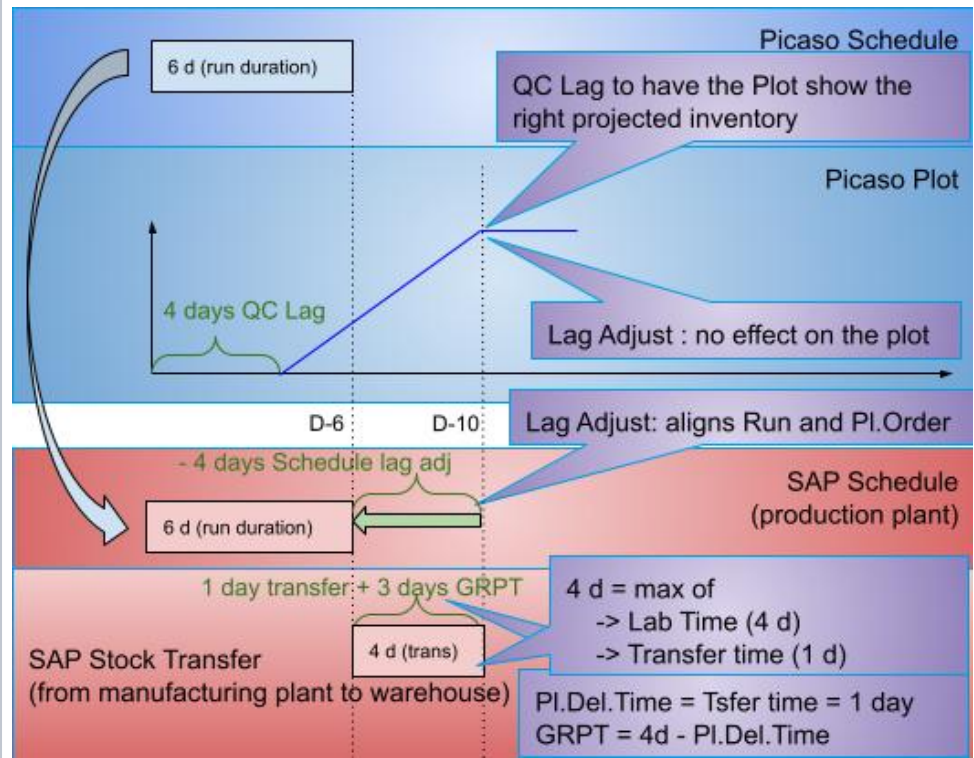 Picaso Schedule
6 d (run duration)
QC Lag to have the Plot show the
right projected inventory
Picaso Plot
4 days QC Lag
Lag Adjust : no effect on the plot
D-6
D-10
Lag Adjust: aligns Run and Pl.Order
- 4 days Schedule lag adj
SAP Schedule
(production plant)
6 d (run duration)
1 day transfer + 3 days GRPT
4 d = max of
-> Lab Time (4 d)
-> Transfer time (1 d)
4 d (trans)
SAP Stock Transfer
(from manufacturing plant to warehouse)
Pl.Del.Time = Tsfer time = 1 day
GRPT = 4d - Pl.Del.Time